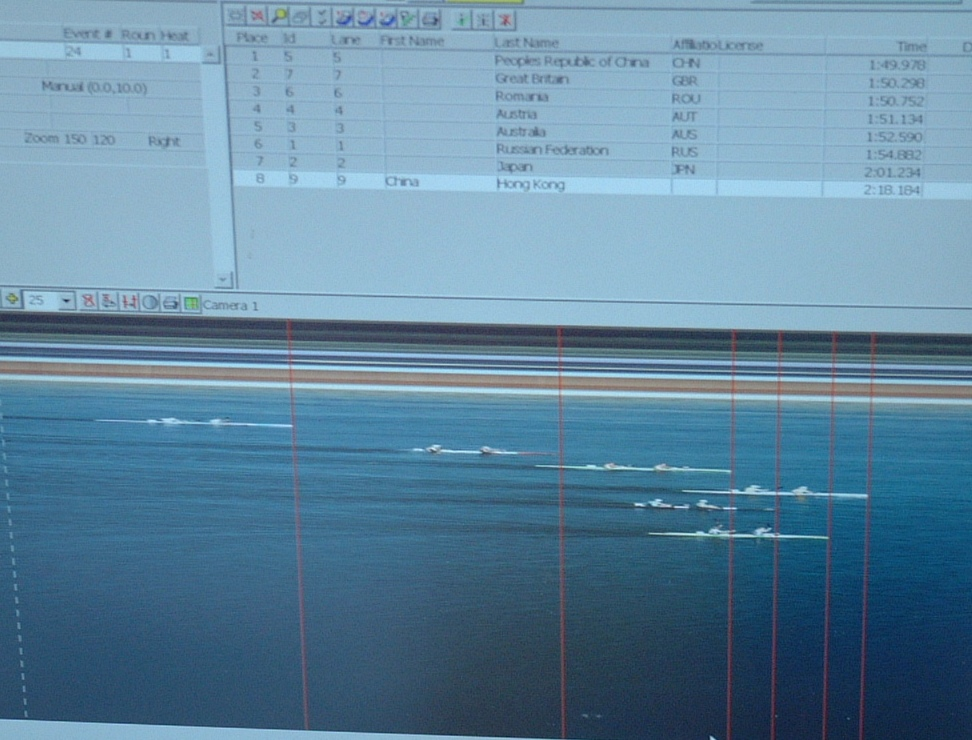 Event # Roun Heat
24 1 1
Manual (0.0,10.0)
Zoom 150 120 Right
Place Id Lane First Name Last Name Affiliatio License Time D
1 5 5 Peoples Republic of China CHN 1:49.978
2 7 7 Great Britain GBR 1:50.298
3 6 6 Romania ROU 1:50.752
4 4 4 Austria AUT 1:51.134
5 3 3 Australia AUS 1:52.590
6 1 1 Russian Federation RUS 1:54.882
7 2 2 Japan JPN 2:01.234
8 9 9 China Hong Kong 2:18.184
25 Camera 1